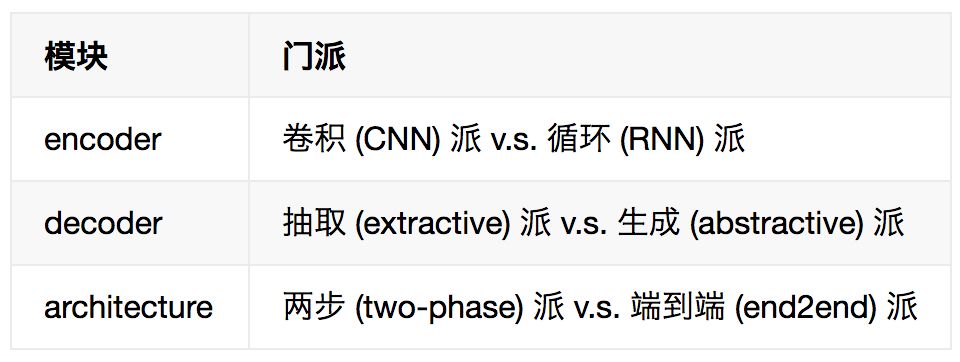 模块 门派
encoder 卷积 (CNN) 派 v.s. 循环 (RNN) 派
decoder 抽取 (extractive) 派 v.s. 生成 (abstractive) 派
architecture 两步 (two-phase) 派 v.s. 端到端 (end2end) 派